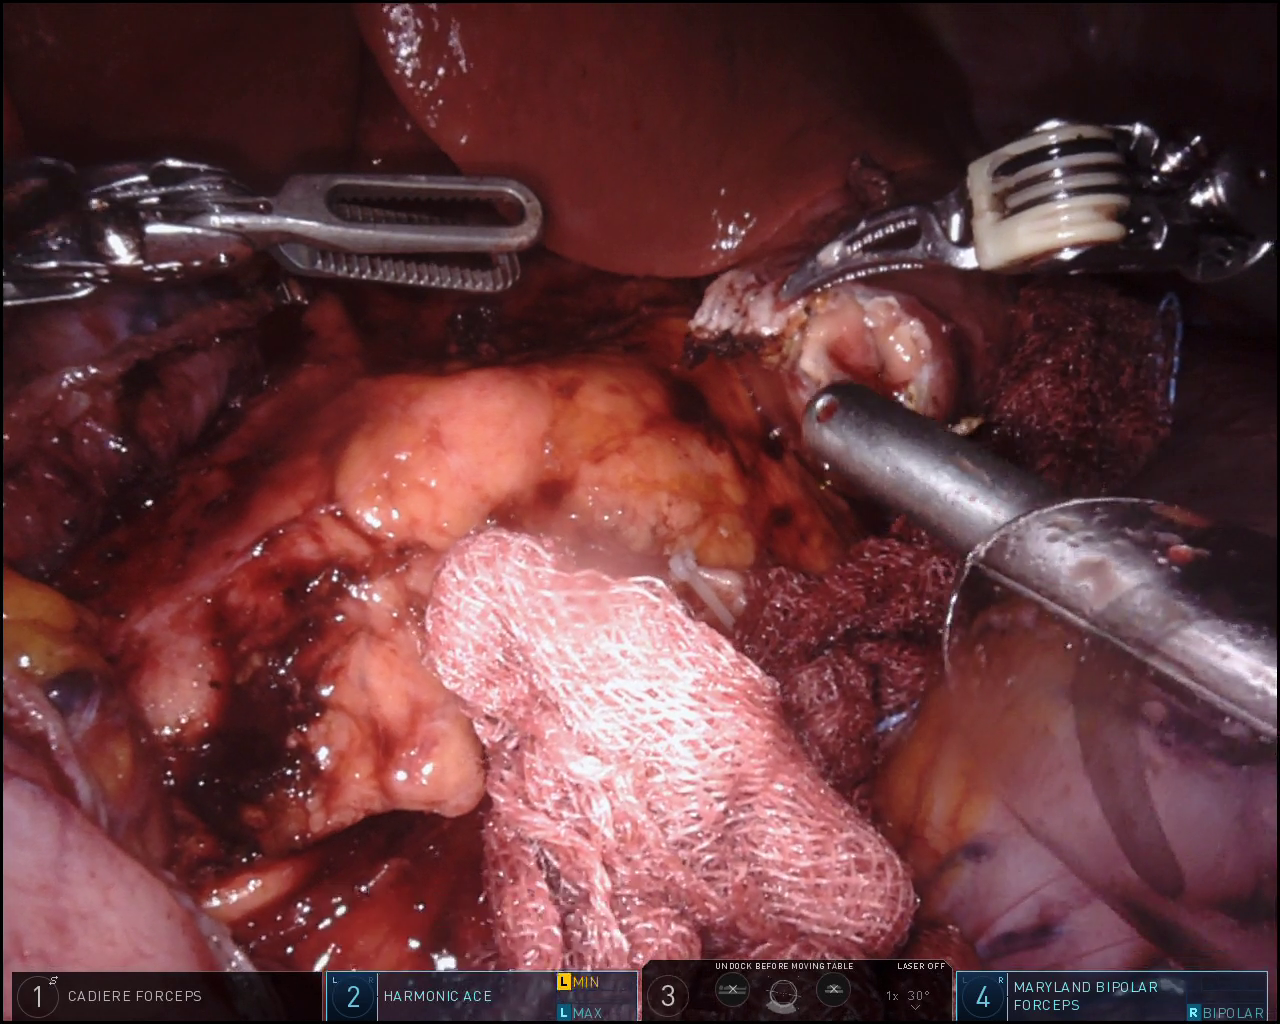 UNDOCK BEFORE MOVING TABLE
LASER OFF
1
CADIERE FORCEPS
L R
2
HARMONIC ACE
L MIN
L MAX
3
1x 30°
L R
4
MARYLAND BIPOLAR
FORCEPS
R BIPOLAR